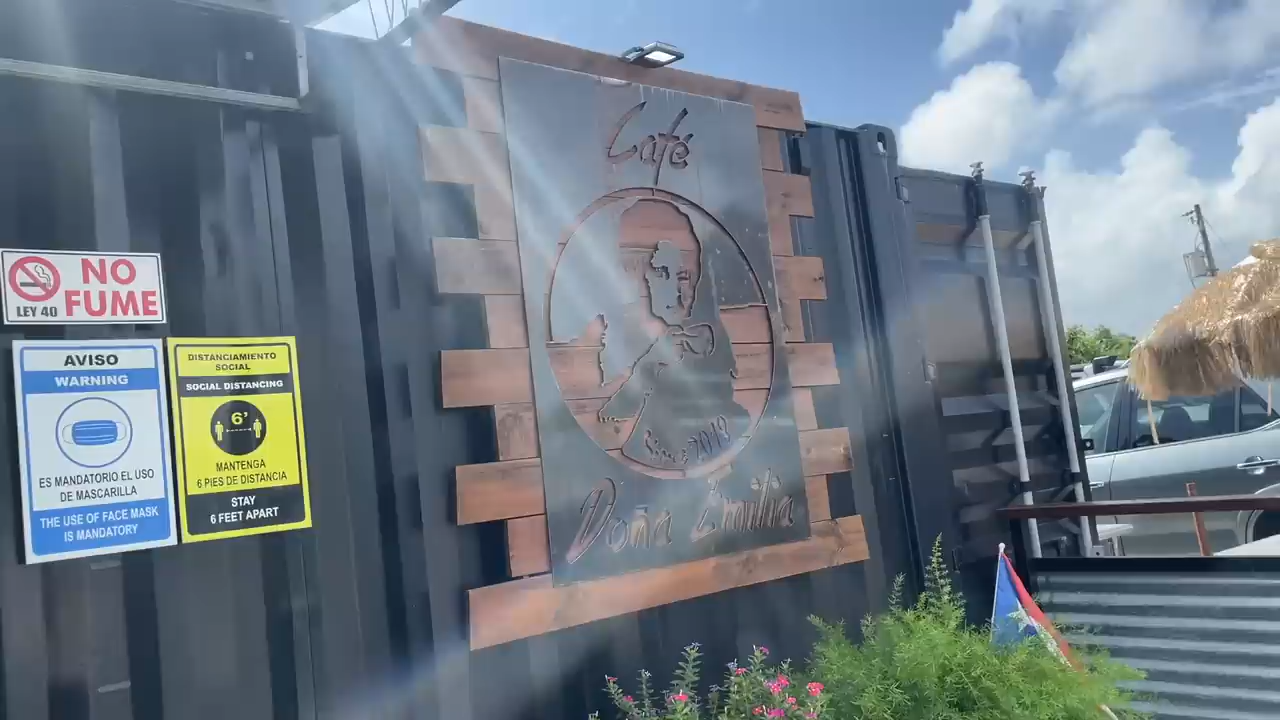 Café
Since 2019
Doña Emilia
NO
FUME
LEY 40
AVISO
WARNING
ES MANDATORIO EL USO
DE MASCARILLA
THE USE OF FACE MASK
IS MANDATORY
DISTANCIAMIENTO
SOCIAL
SOCIAL DISTANCING
6'
MANTENGA
6 PIES DE DISTANCIA
STAY
6 FEET APART